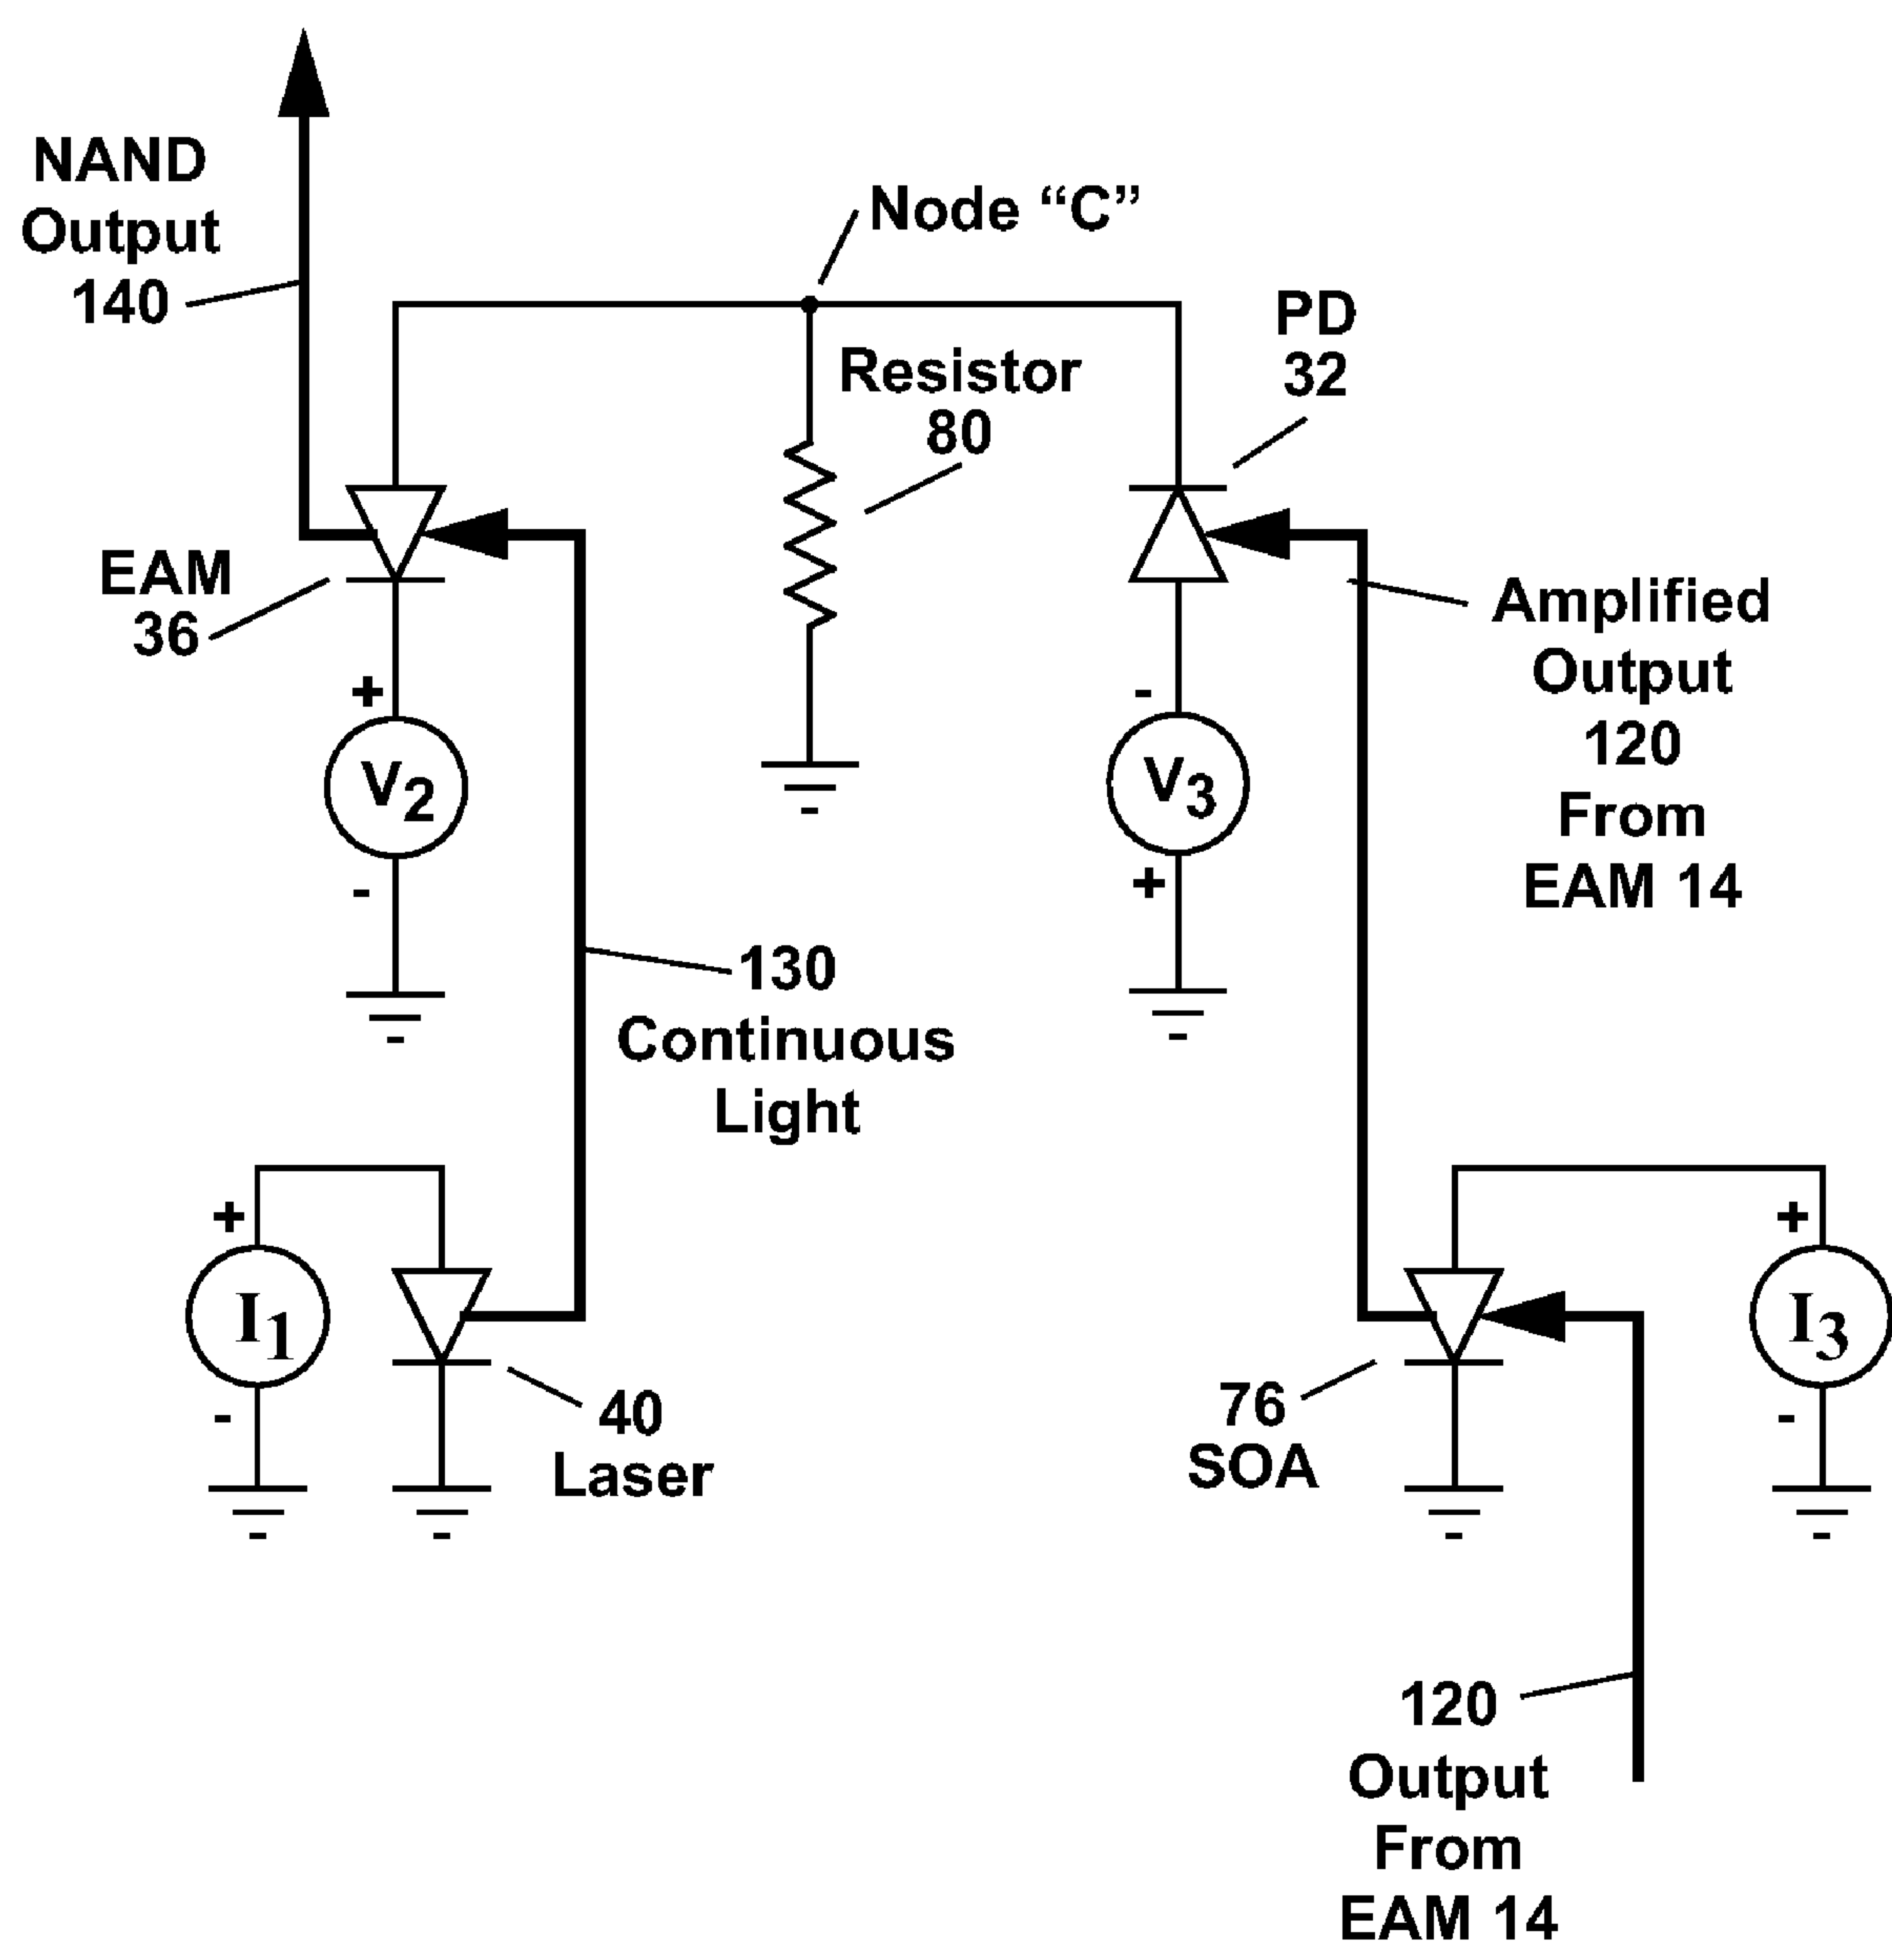 NAND
Output
140
Node “C”
PD
32
Resistor
80
EAM
36
+
V2
-
-
V3
+
-
-
-
Amplified
Output
120
From
EAM 14
130
Continuous
Light
+
I1
-
-
-
40
Laser
+
I3
-
-
-
76
SOA
120
Output
From
EAM 14